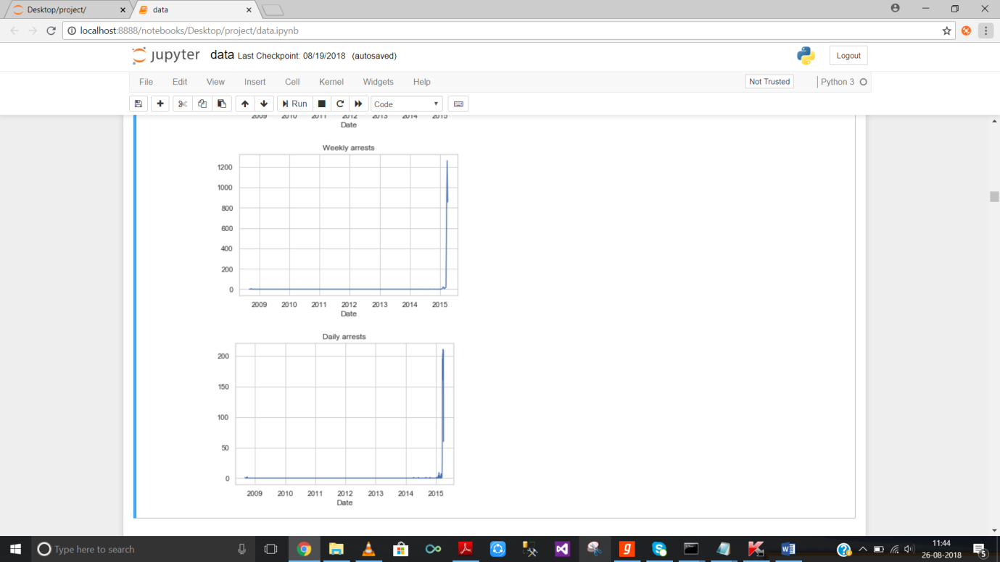 Desktop/project/
data
localhost:8888/notebooks/Desktop/project/data.ipynb
jupyter data Last Checkpoint: 08/19/2018 (autosaved)
Logout
File Edit View Insert Cell Kernel Widgets Help
Not Trusted
Python 3
Run
Code
2009 2010 2011 2012 2013 2014 2015
Date
Weekly arrests
1200
1000
800
600
400
200
0
2009 2010 2011 2012 2013 2014 2015
Date
Daily arrests
200
150
100
50
0
2009 2010 2011 2012 2013 2014 2015
Date
Type here to search
11:44
26-08-2018
5